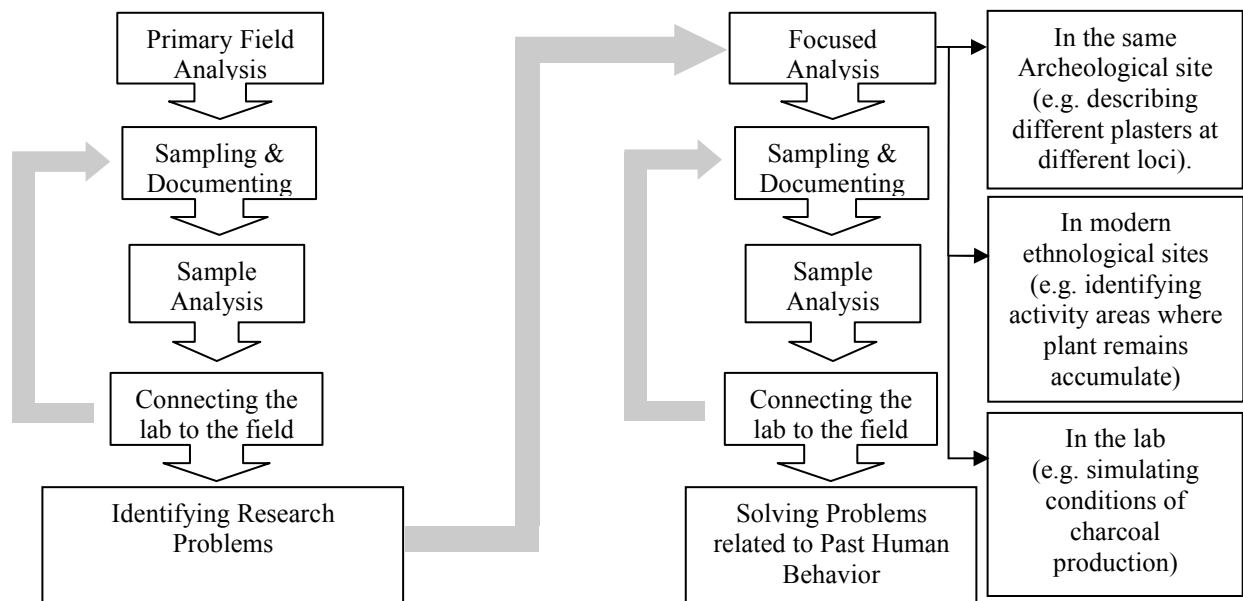 Primary Field
Analysis
Sampling &
Documenting
Sample
Analysis
Connecting the
lab to the field
Identifying Research
Problems
Focused
Analysis
Sampling &
Documenting
Sample
Analysis
Connecting the
lab to the field
Solving Problems
related to Past Human
Behavior
In the same
Archeological site
(e.g. describing
different plasters at
different loci).
In modern
ethnological sites
(e.g. identifying
activity areas where
plant remains
accumulate)
In the lab
(e.g. simulating
conditions of
charcoal
production)